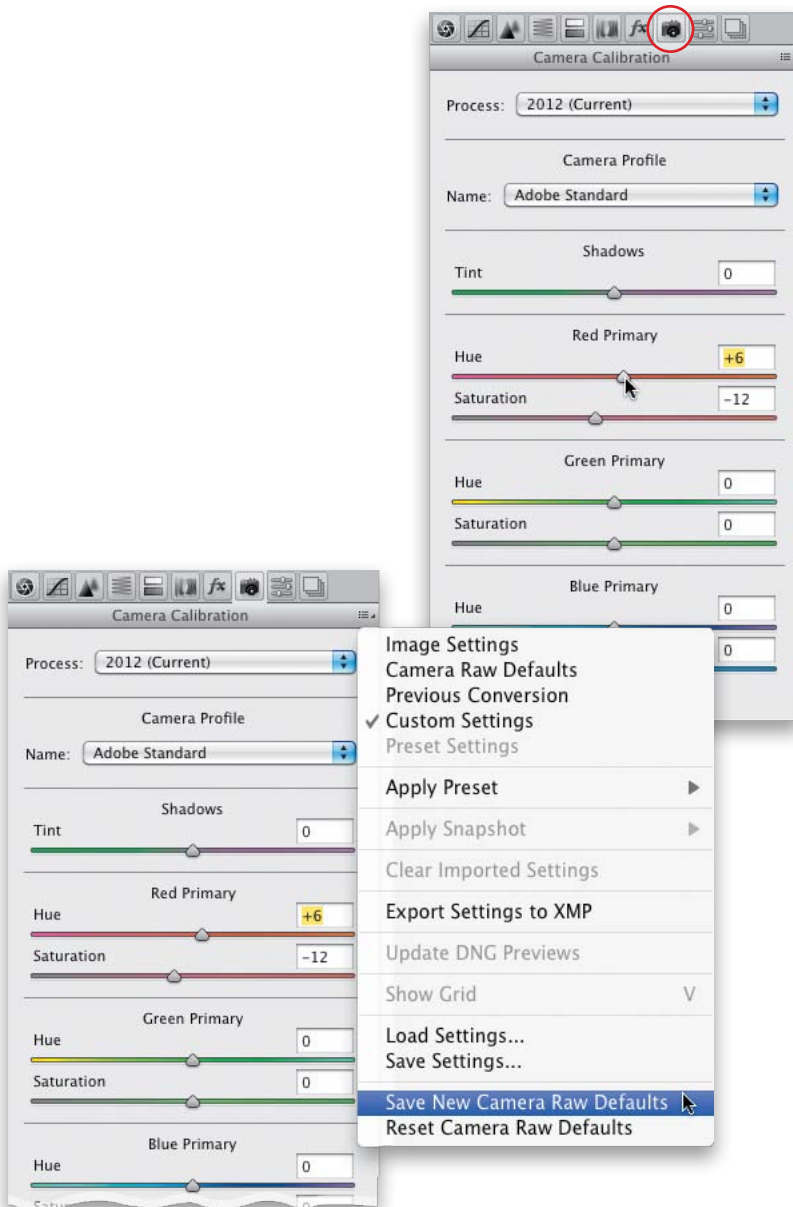 fx
Camera Calibration
Process: 2012 (Current)
Camera Profile
Name: Adobe Standard
Shadows
Tint 0
Red Primary
Hue +6
Saturation -12
Green Primary
Hue 0
Saturation 0
Blue Primary
Hue 0
0
fx
Camera Calibration
Process: 2012 (Current)
Camera Profile
Name: Adobe Standard
Shadows
Tint 0
Red Primary
Hue +6
Saturation -12
Green Primary
Hue 0
Saturation 0
Blue Primary
Hue 0
Image Settings
Camera Raw Defaults
Previous Conversion
✓ Custom Settings
Preset Settings
Apply Preset
Apply Snapshot
Clear Imported Settings
Export Settings to XMP
Update DNG Previews
Show Grid V
Load Settings...
Save Settings...
Save New Camera Raw Defaults
Reset Camera Raw Defaults